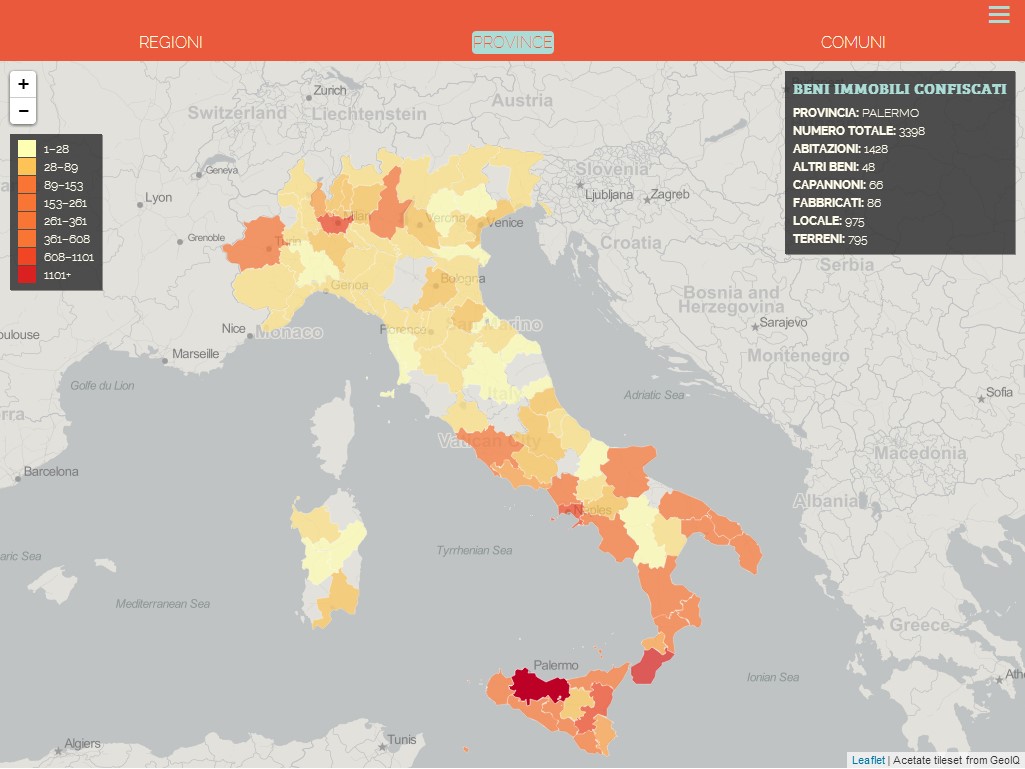 REGIONI
PROVINCE
COMUNI
+
−
1–28
28–89
89–153
153–261
261–361
361–608
608–1101
1101+
BENI IMMOBILI CONFISCATI
PROVINCIA: PALERMO
NUMERO TOTALE: 3398
ABITAZIONI: 1428
ALTRI BENI: 48
CAPANNONI: 66
FABBRICATI: 86
LOCALE: 975
TERRENI: 795
Zurich
Austria
Switzerland
Liechtenstein
Geneva
Slovenia
Lyon
Ljubljana
Zagreb
Milan
Verona
Venice
Grenoble
Turin
Croatia
Serbia
Bologna
Genoa
Bosnia and
Herzegovina
Sarajevo
oulouse
Nice
Monaco
Florence
San Marino
Marseille
Montenegro
Golfe du Lion
Italy
Adriatic Sea
Sofia
rra
Vatican City
Macedonia
Barcelona
Albania
Naples
aric Sea
Tyrrhenian Sea
Mediterranean Sea
Greece
Palermo
Ionian Sea
Ath
Algiers
Tunis
Leaflet | Acetate tileset from GeoIQ